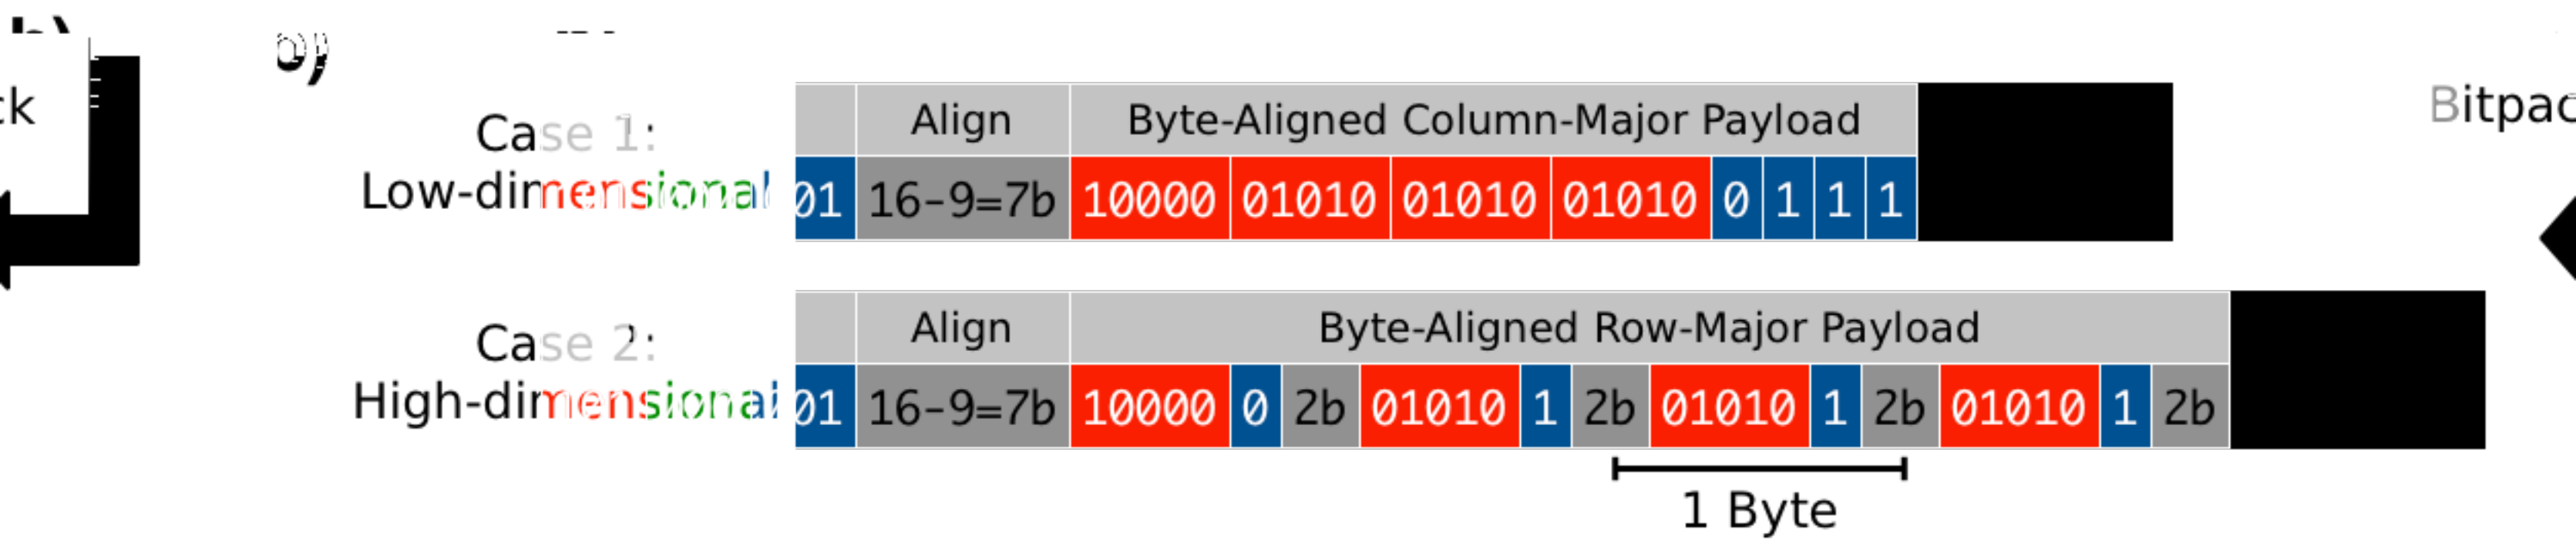 ck
Case 1:
Low-dimensional
Align
Byte-Aligned Column-Major Payload
01 16-9=7b 10000 01010 01010 01010 0 1 1 1
Bitpac
Case 2:
High-dimensional
Align
Byte-Aligned Row-Major Payload
01 16-9=7b 10000 0 2b 01010 1 2b 01010 1 2b 01010 1 2b
1 Byte